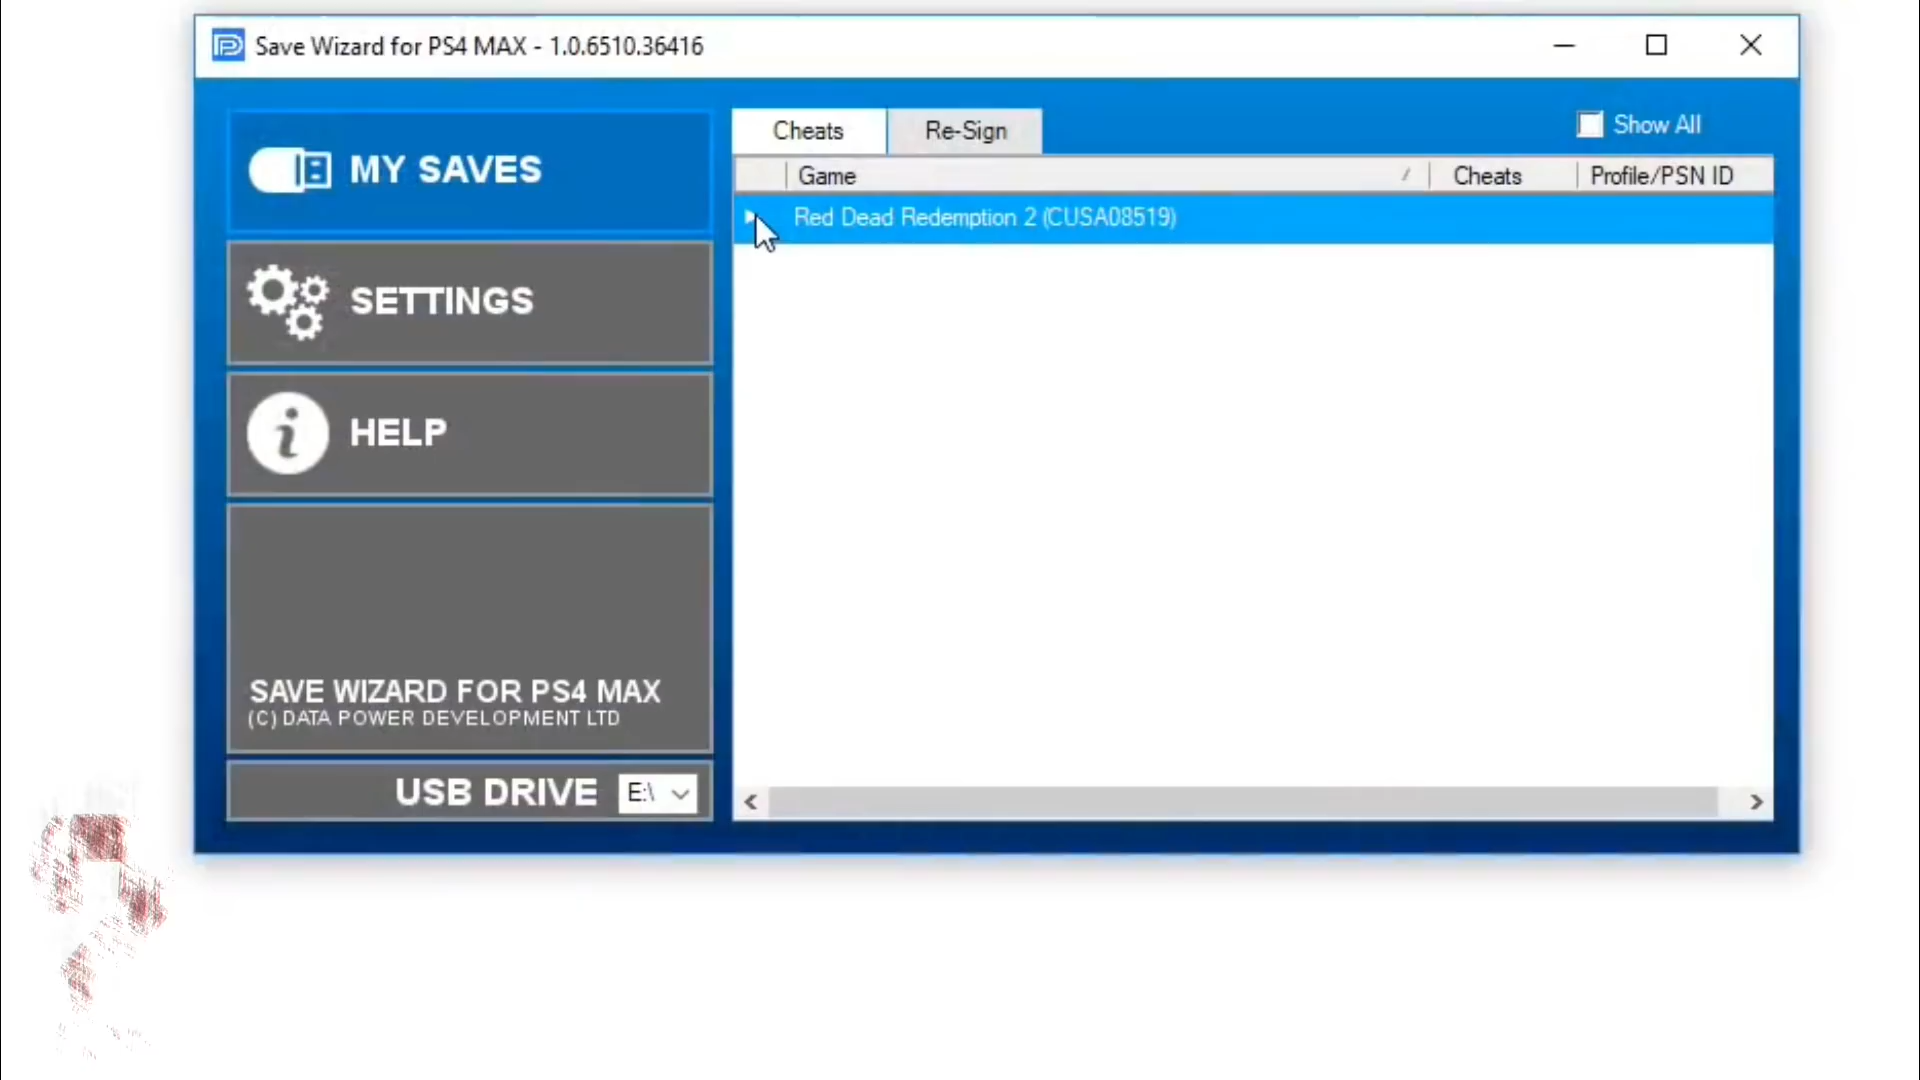 Save Wizard for PS4 MAX - 1.0.6510.36416
MY SAVES
SETTINGS
HELP
SAVE WIZARD FOR PS4 MAX
(C) DATA POWER DEVELOPMENT LTD
USB DRIVE E:\
Cheats Re-Sign Show All
Game Cheats Profile/PSN ID
Red Dead Redemption 2 (CUSA08519)